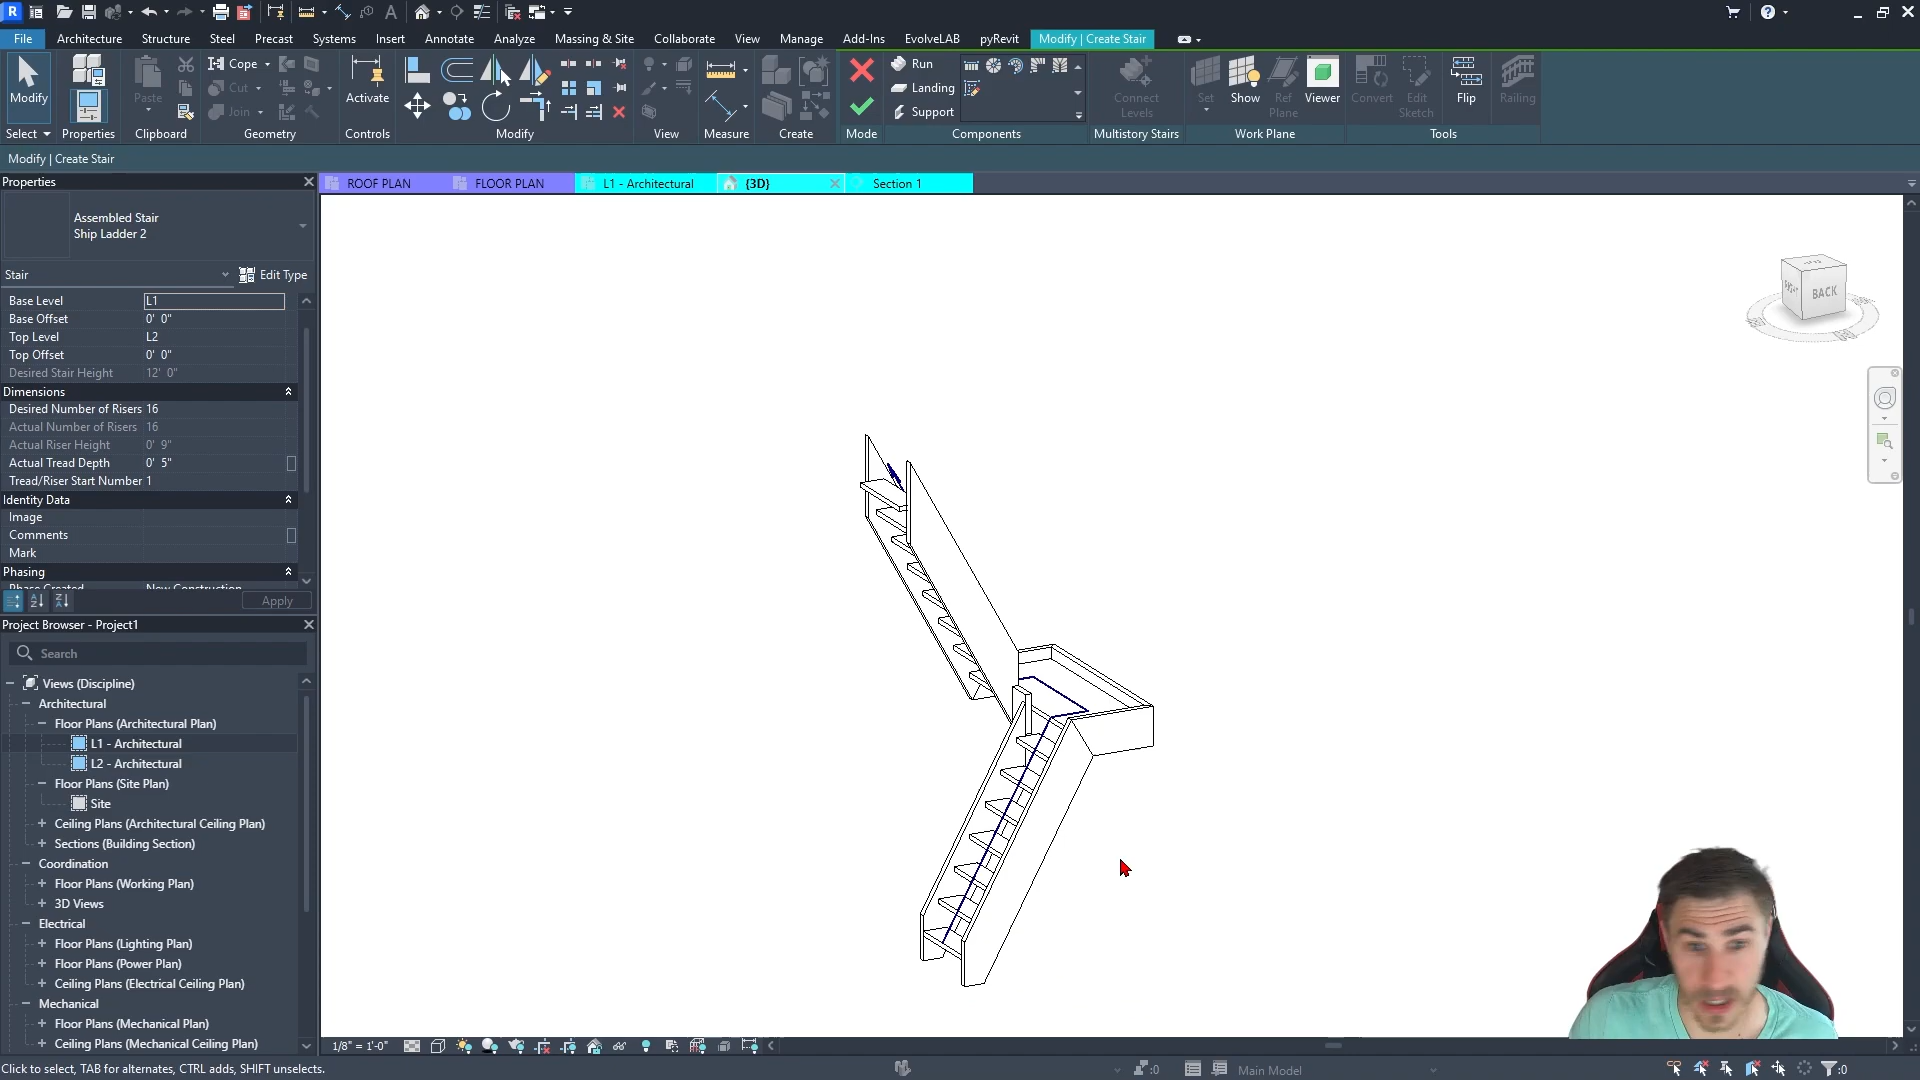 R
File
Architecture
Structure
Steel
Precast
Systems
Insert
Annotate
Analyze
Massing & Site
Collaborate
View
Manage
Add-Ins
EvolveLAB
pyRevit
Modify | Create Stair
Modify
Properties
Paste
Cope
Cut
Join
Activate
Run
Landing
Support
Connect
Levels
Set
Show
Ref
Plane
Viewer
Convert
Edit
Sketch
Flip
Railing
Select
Properties
Clipboard
Geometry
Controls
Modify
View
Measure
Create
Mode
Components
Multistory Stairs
Work Plane
Tools
Modify | Create Stair
Properties
ROOF PLAN
FLOOR PLAN
L1 - Architectural
{3D}
Section 1
Assembled Stair
Ship Ladder 2
Stair
Edit Type
Base Level L1
Base Offset 0' 0"
Top Level L2
Top Offset 0' 0"
Desired Stair Height 12' 0"
Dimensions
Desired Number of Risers 16
Actual Number of Risers 16
Actual Riser Height 0' 9"
Actual Tread Depth 0' 5"
Tread/Riser Start Number 1
Identity Data
Image
Comments
Mark
Phasing
Phase Created New Construction
Apply
Project Browser - Project1
Search
Views (Discipline)
Architectural
Floor Plans (Architectural Plan)
L1 - Architectural
L2 - Architectural
Floor Plans (Site Plan)
Site
Ceiling Plans (Architectural Ceiling Plan)
Sections (Building Section)
Coordination
Floor Plans (Working Plan)
3D Views
Electrical
Floor Plans (Lighting Plan)
Floor Plans (Power Plan)
Ceiling Plans (Electrical Ceiling Plan)
Mechanical
Floor Plans (Mechanical Plan)
Ceiling Plans (Mechanical Ceiling Plan)
BACK
RIGHT
1/8" = 1'-0"
Click to select, TAB for alternates, CTRL adds, SHIFT unselects.
:0
Main Model
:0